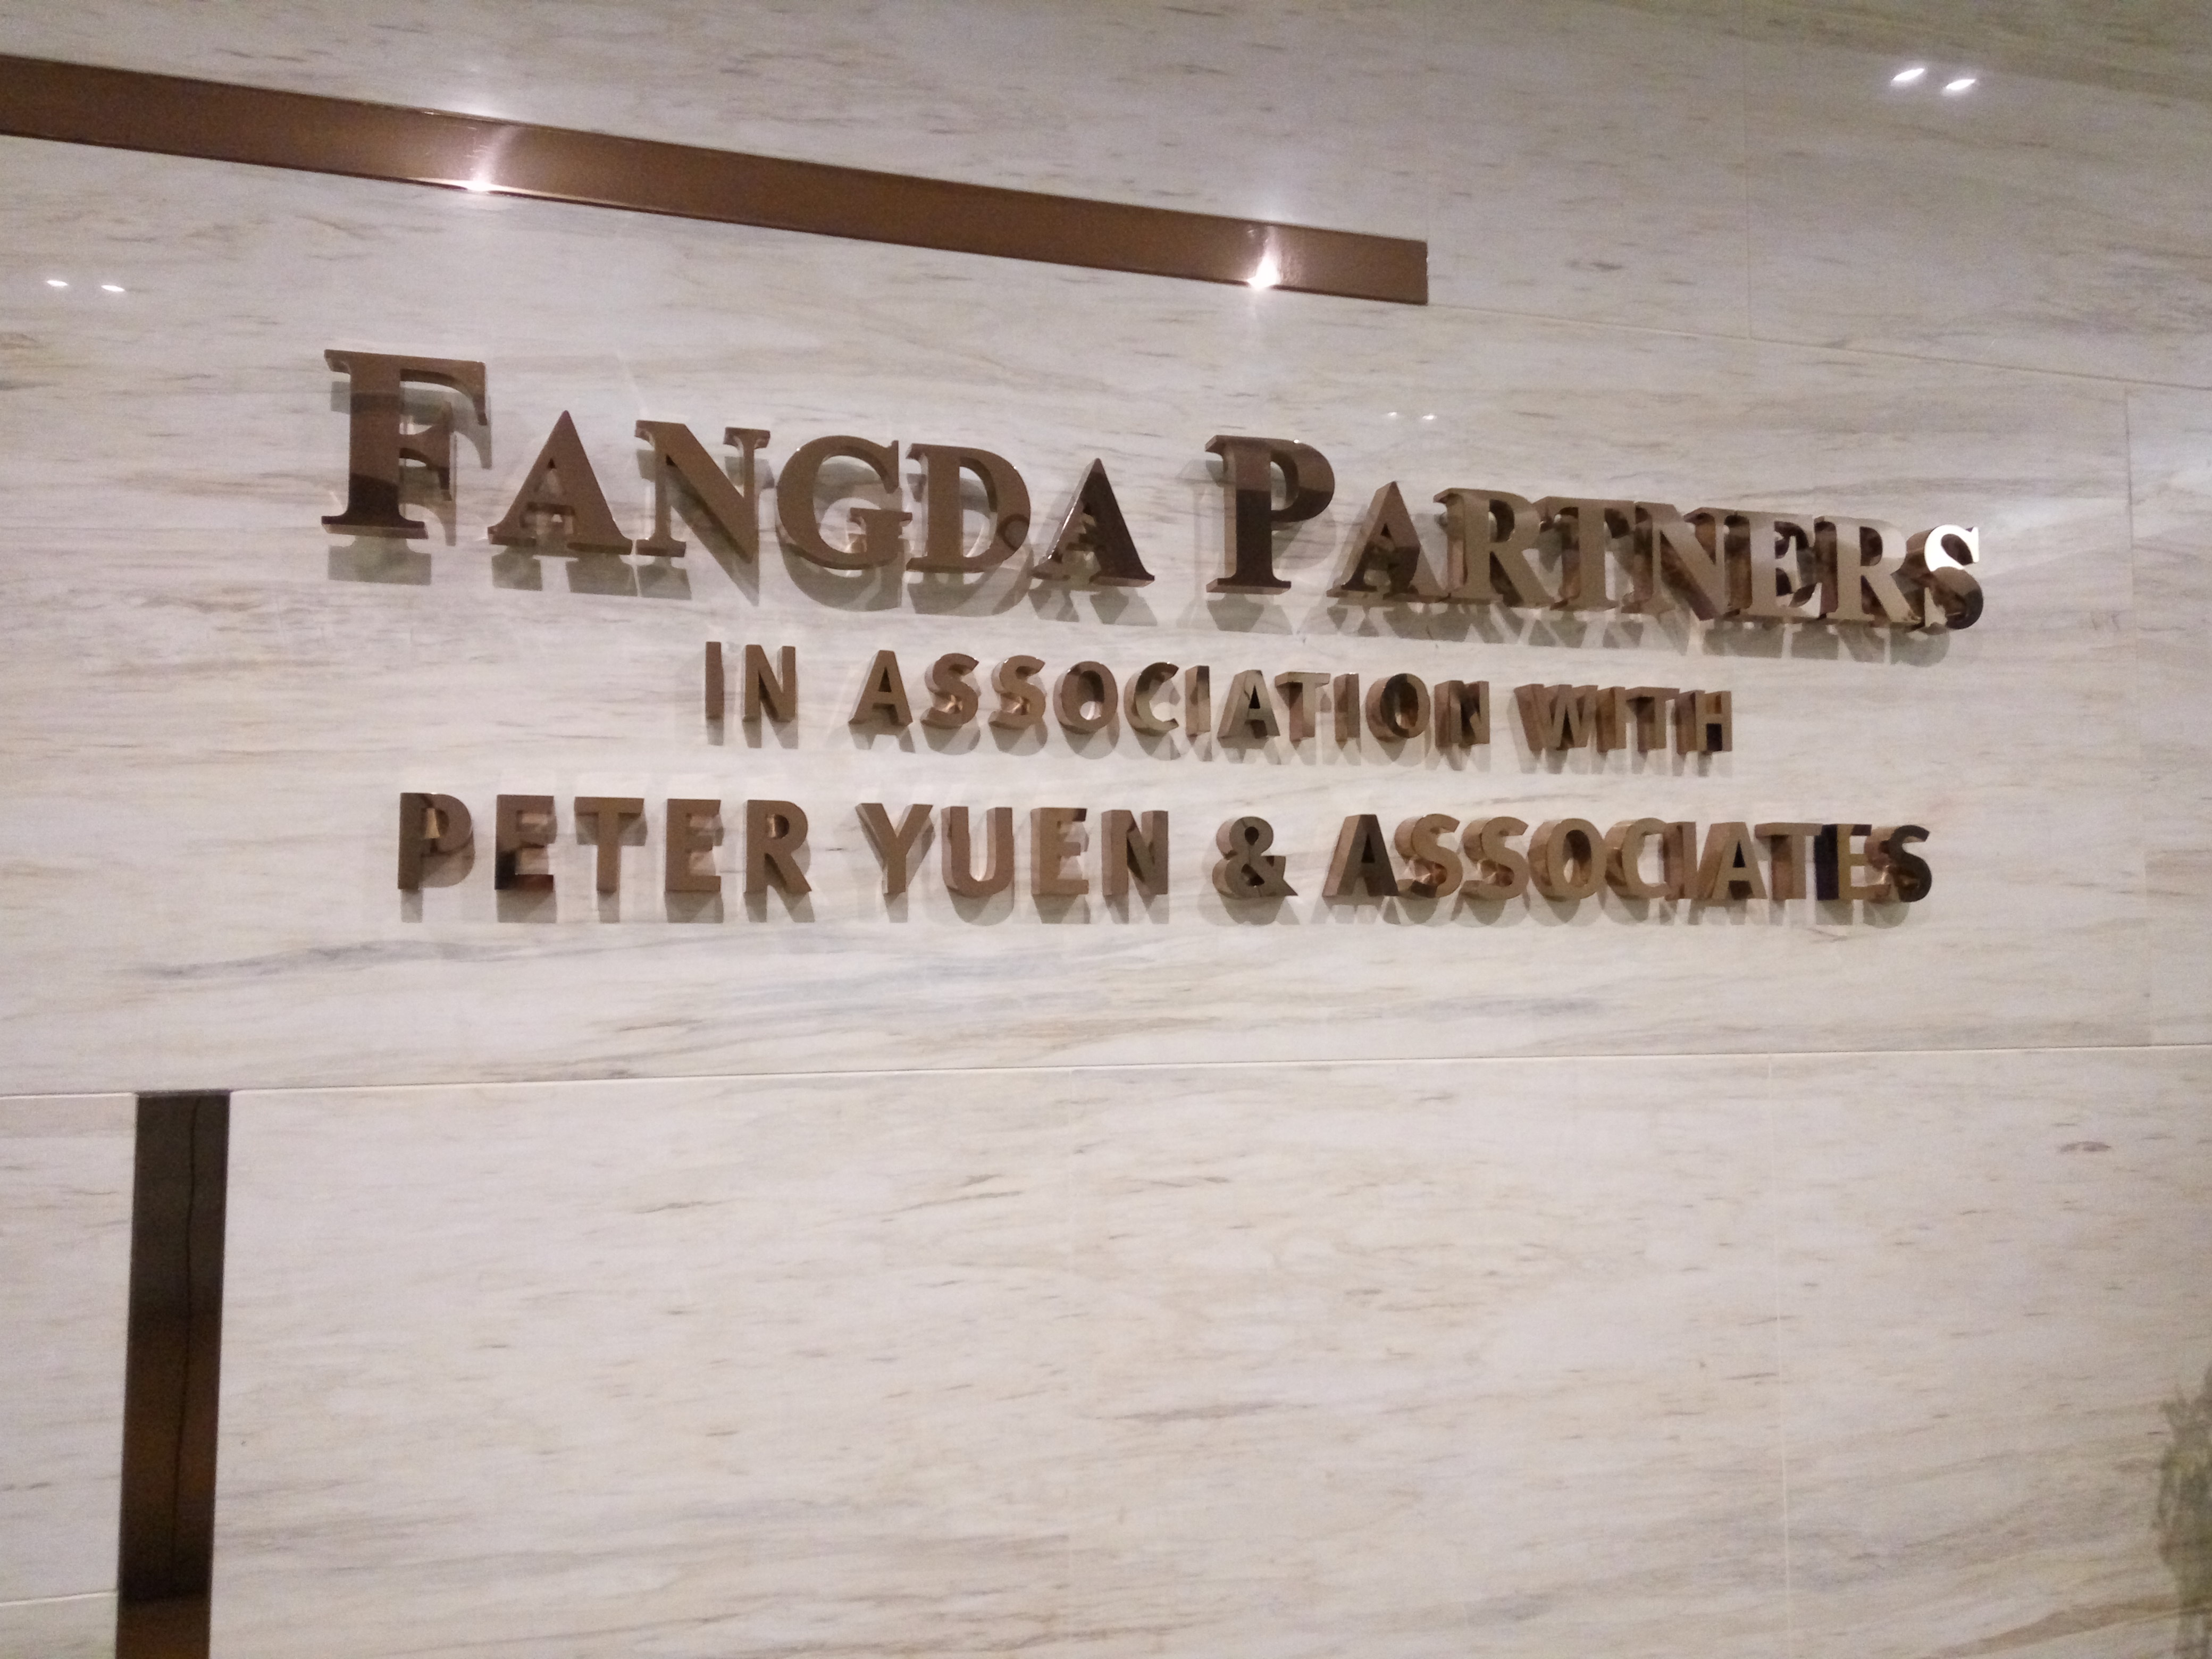 FANGDA PARTNERS
IN ASSOCIATION WITH
PETER YUEN & ASSOCIATES